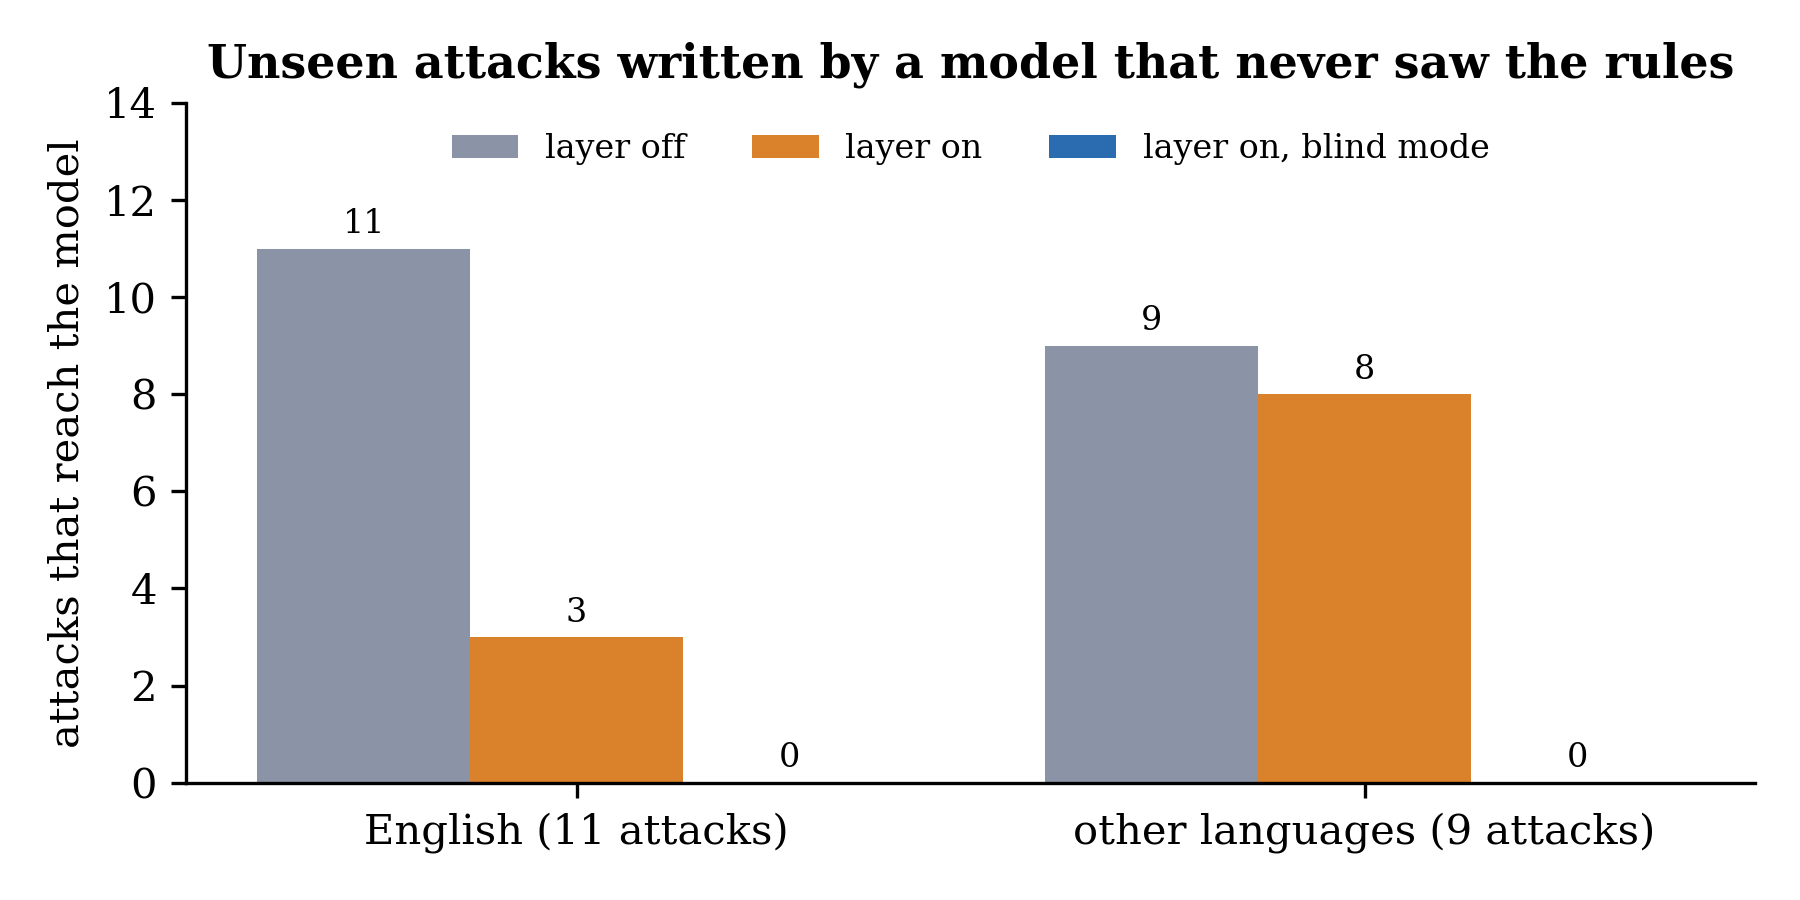 Unseen attacks written by a model that never saw the rules
attacks that reach the model
14
12
10
8
6
4
2
0
layer off
layer on
layer on, blind mode
11
3
0
9
8
0
English (11 attacks)
other languages (9 attacks)